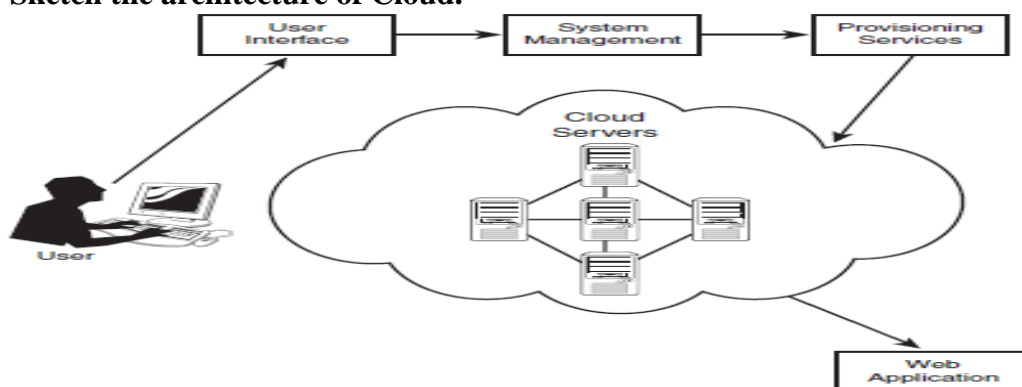 Sketch the architecture of Cloud.
User
Interface
System
Management
Provisioning
Services
Cloud
Servers
User
Web
Application